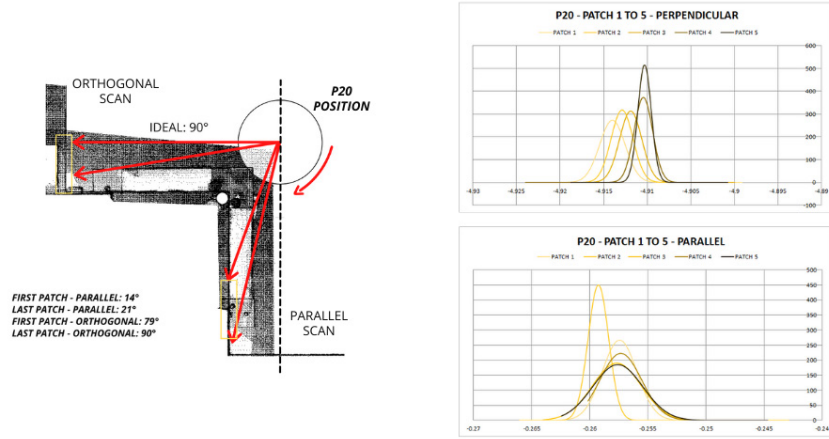 ORTHOGONAL
SCAN
P20
POSITION
IDEAL: 90°
FIRST PATCH - PARALLEL: 14°
LAST PATCH - PARALLEL: 21°
FIRST PATCH - ORTHOGONAL: 79°
LAST PATCH - ORTHOGONAL: 90°
PARALLEL
SCAN
P20 - PATCH 1 TO 5 - PERPENDICULAR
PATCH 1 PATCH 2 PATCH 3 PATCH 4 PATCH 5
600
500
400
300
200
100
0
-100
-4.93 -4.925 -4.92 -4.915 -4.91 -4.905 -4.9 -4.895 -4.89
P20 - PATCH 1 TO 5 - PARALLEL
PATCH 1 PATCH 2 PATCH 3 PATCH 4 PATCH 5
500
450
400
350
300
250
200
150
100
50
0
-0.27 -0.265 -0.26 -0.255 -0.25 -0.245 -0.24